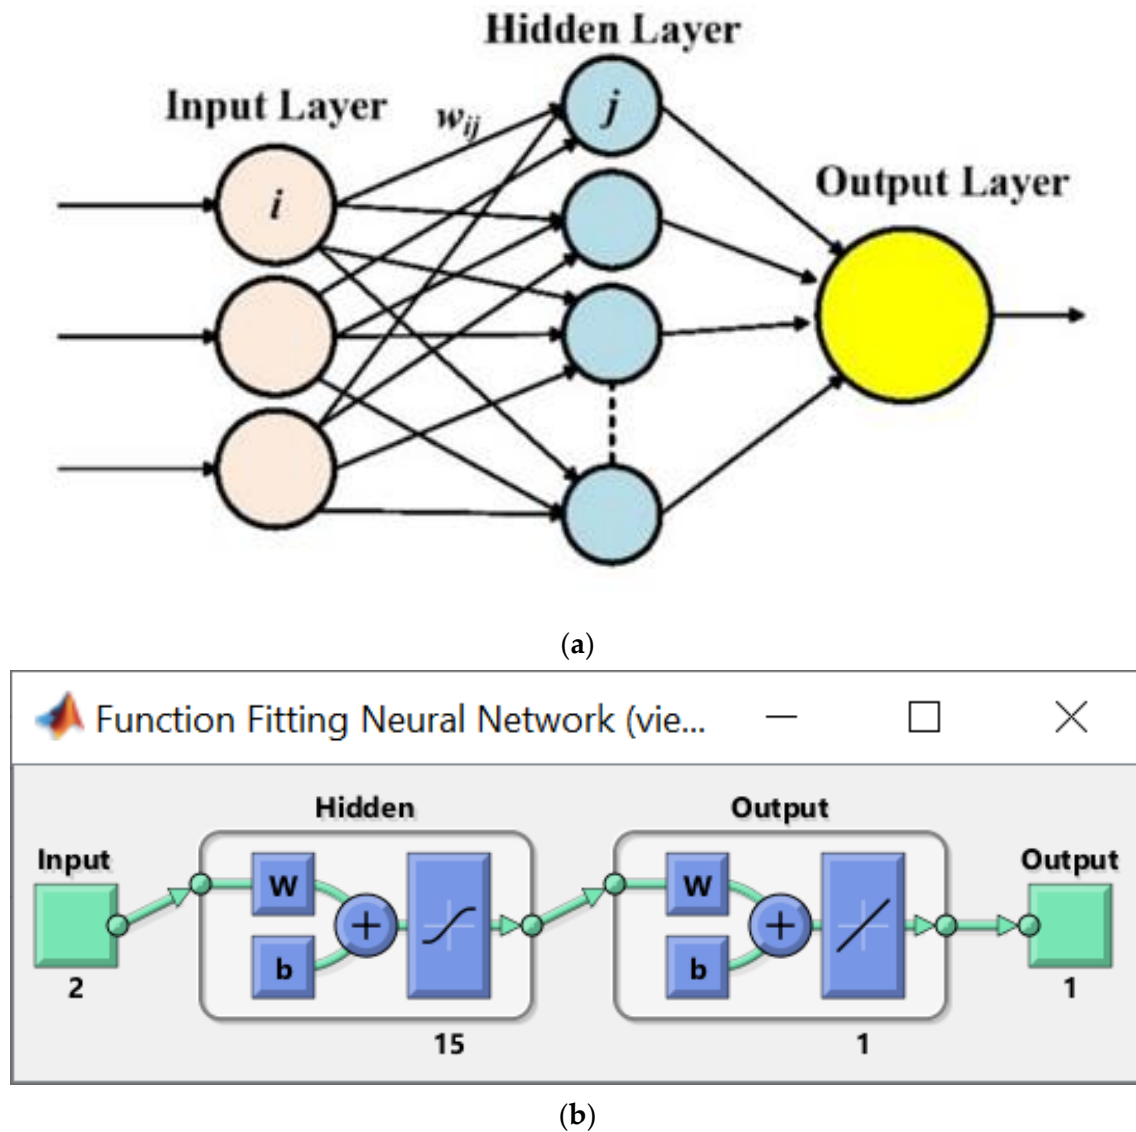 Hidden Layer
Input Layer
wij
j
i
Output Layer
(a)
Function Fitting Neural Network (vie...
Hidden
Output
Input
Output
W
W
b
b
2
1
15
1
(b)